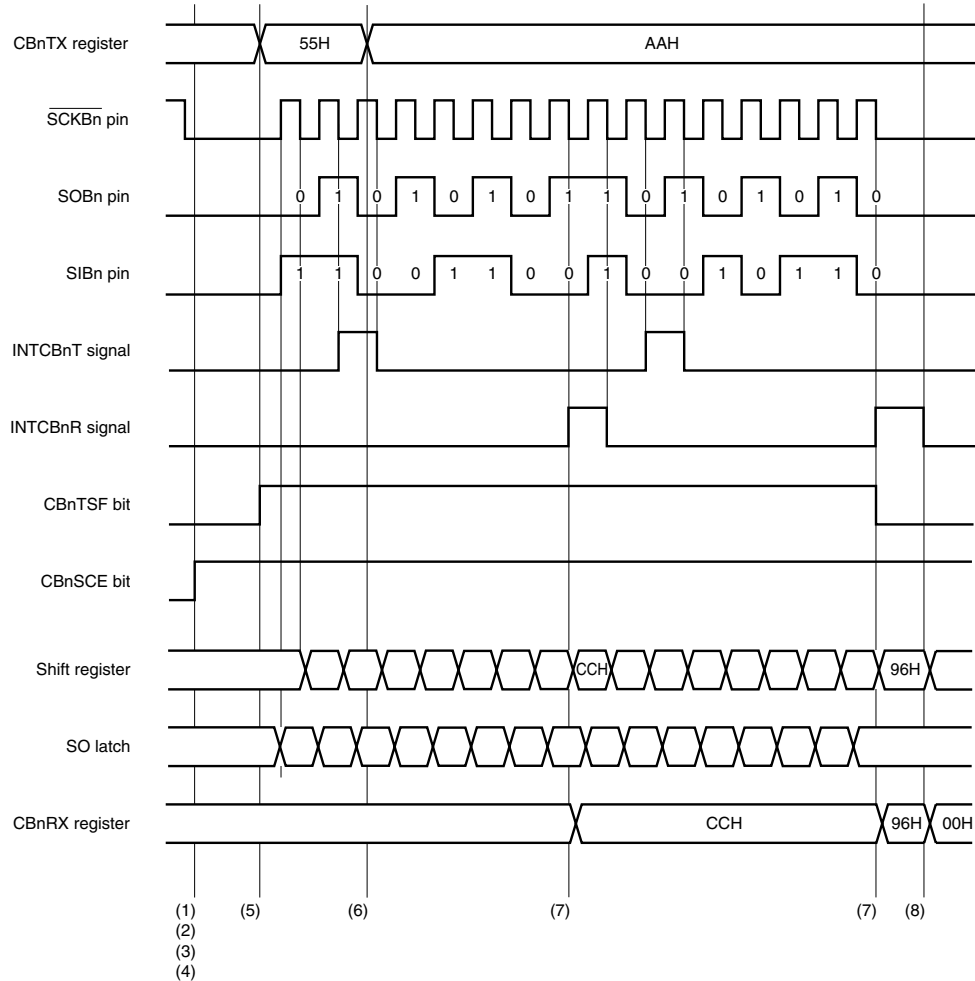 CBnTX register 55H AAH
SCKBn pin
SOBn pin 0 1 0 1 0 1 0 1 1 0 1 0 1 0 1 0
SIBn pin 1 1 0 0 1 1 0 0 1 0 0 1 0 1 1 0
INTCBnT signal
INTCBnR signal
CBnTSF bit
CBnSCE bit
Shift register CCH 96H
SO latch
CBnRX register CCH 96H 00H
(1) (5) (6) (7) (7) (8)
(2)
(3)
(4)